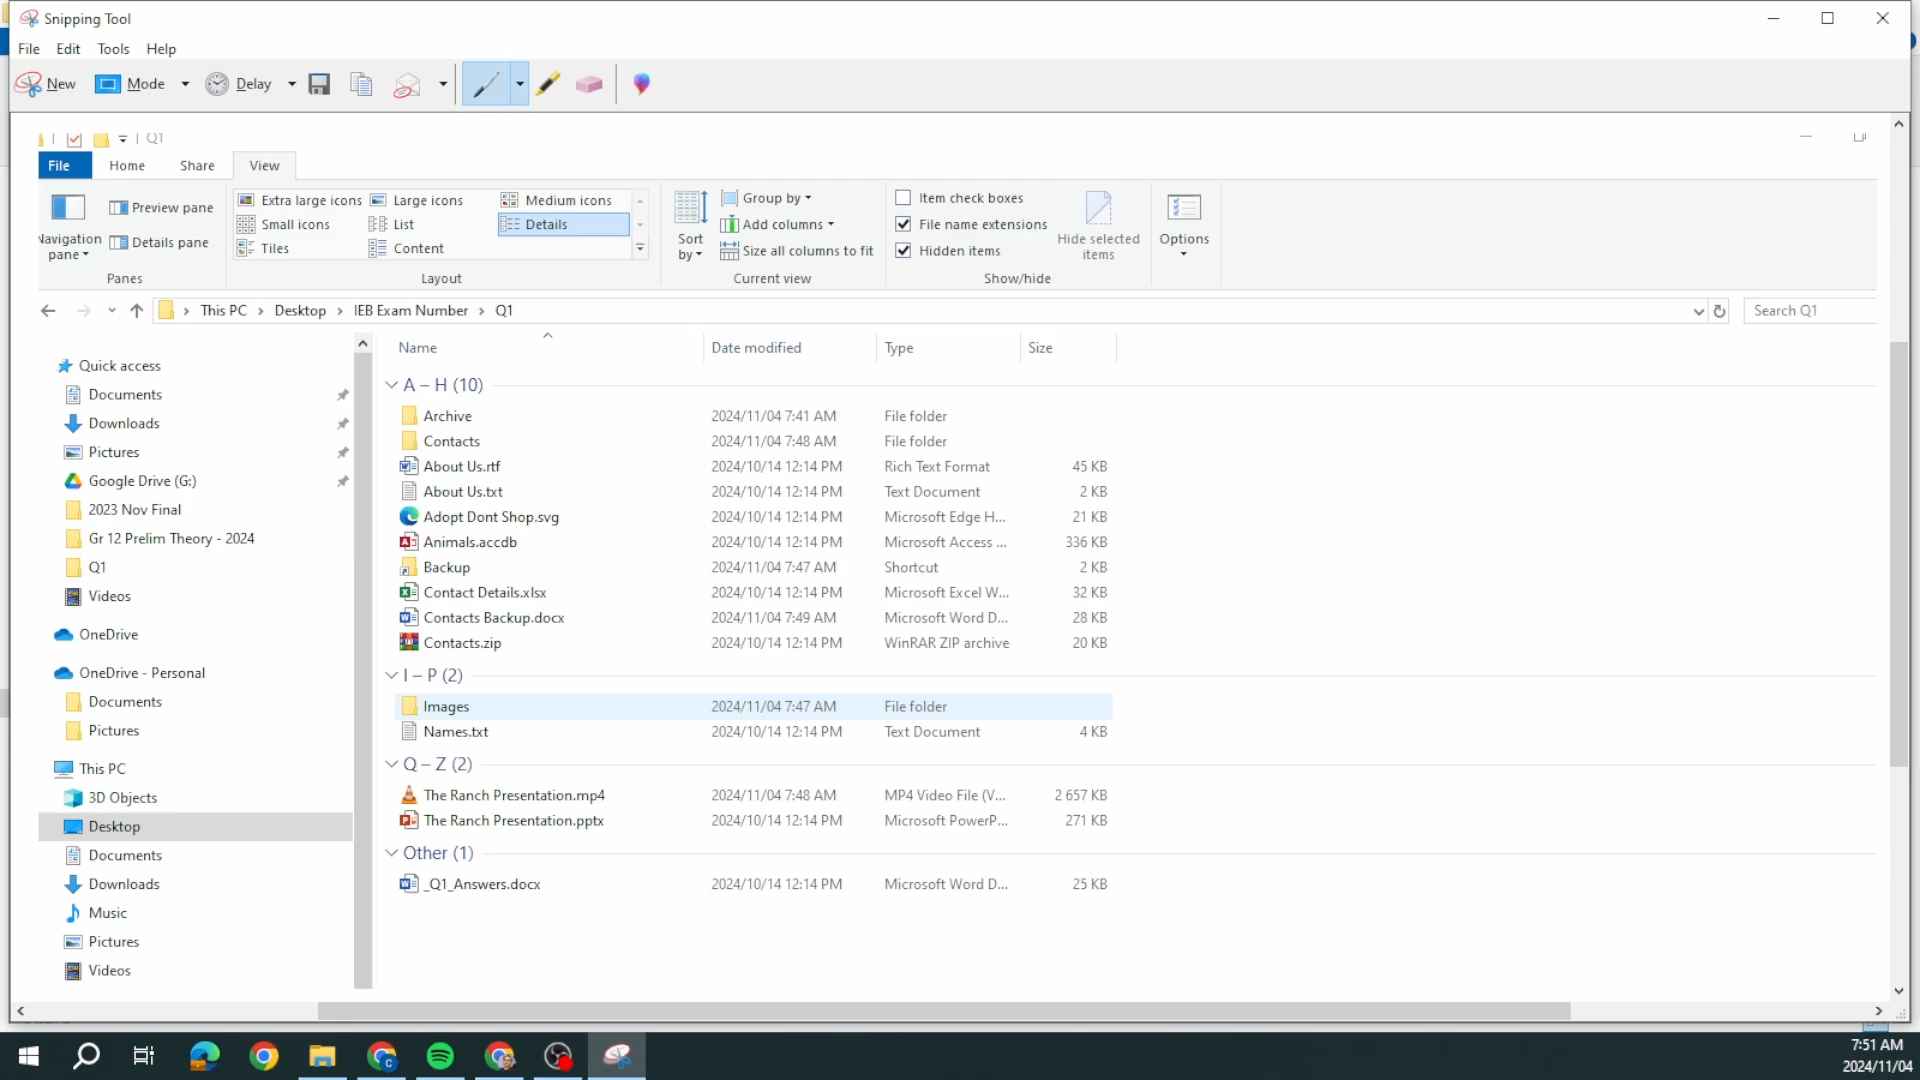 Snipping Tool
File Edit Tools Help
New Mode Delay
Q1
File Home Share View
Extra large icons Large icons Medium icons
Small icons List Details
Tiles Content
Preview pane
Details pane
pane
Sort by
Group by
Add columns
Size all columns to fit
Item check boxes
File name extensions
Hidden items
Hide selected items
Options
Panes Layout Current view Show/hide
This PC > Desktop > IEB Exam Number > Q1
Search Q1
Quick access
Documents
Downloads
Pictures
Google Drive (G:)
2023 Nov Final
Gr 12 Prelim Theory - 2024
Q1
Videos
OneDrive
OneDrive - Personal
Documents
Pictures
This PC
3D Objects
Desktop
Documents
Downloads
Music
Pictures
Videos
Name Date modified Type Size
A – H (10)
Archive 2024/11/04 7:41 AM File folder
Contacts 2024/11/04 7:48 AM File folder
About Us.rtf 2024/10/14 12:14 PM Rich Text Format 45 KB
About Us.txt 2024/10/14 12:14 PM Text Document 2 KB
Adopt Dont Shop.svg 2024/10/14 12:14 PM Microsoft Edge H... 21 KB
Animals.accdb 2024/10/14 12:14 PM Microsoft Access ... 336 KB
Backup 2024/11/04 7:47 AM Shortcut 2 KB
Contact Details.xlsx 2024/10/14 12:14 PM Microsoft Excel W... 32 KB
Contacts Backup.docx 2024/11/04 7:49 AM Microsoft Word D... 28 KB
Contacts.zip 2024/10/14 12:14 PM WinRAR ZIP archive 20 KB
I – P (2)
Images 2024/11/04 7:47 AM File folder
Names.txt 2024/10/14 12:14 PM Text Document 4 KB
Q – Z (2)
The Ranch Presentation.mp4 2024/11/04 7:48 AM MP4 Video File (V... 2 657 KB
The Ranch Presentation.pptx 2024/10/14 12:14 PM Microsoft PowerP... 271 KB
Other (1)
_Q1_Answers.docx 2024/10/14 12:14 PM Microsoft Word D... 25 KB
7:51 AM
2024/11/04